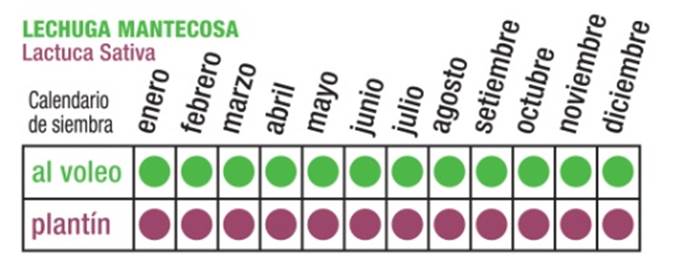 LECHUGA MANTECOSA
Lactuca Sativa
Calendario
de siembra
enero
febrero
marzo
abril
mayo
junio
julio
agosto
setiembre
octubre
noviembre
diciembre
al voleo
plantín